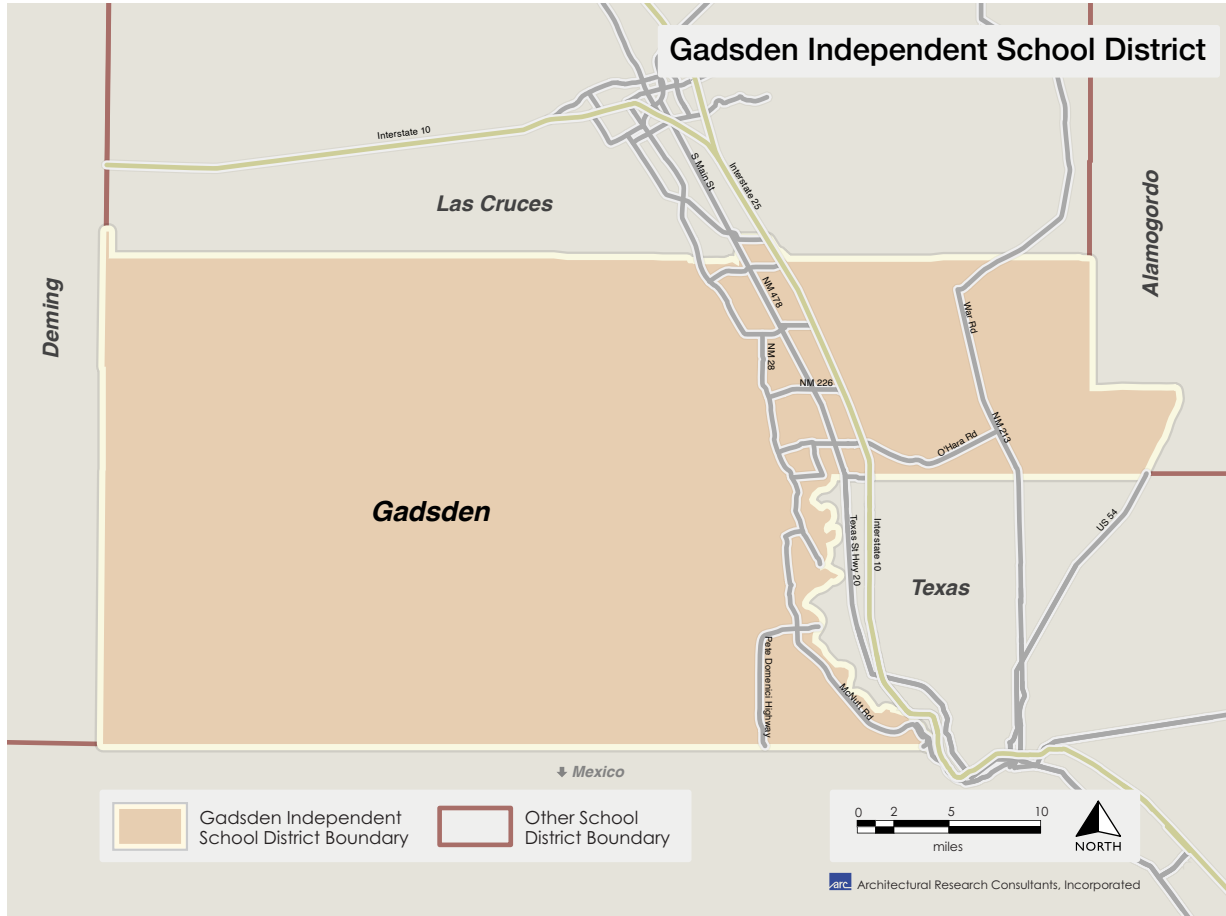 Gadsden Independent School District
Interstate 10
S Main St
Interstate 25
Las Cruces
Alamogordo
Deming
NM 478
War Rd
NM 28
NM 226
NM 213
O'Hara Rd
Gadsden
US 54
Texas St Hwy 20
Interstate 10
Texas
Pete Domenici Highway
McNutt Rd
Mexico
Gadsden Independent
School District Boundary
Other School
District Boundary
0 2 5 10
miles
NORTH
arc
Architectural Research Consultants, Incorporated